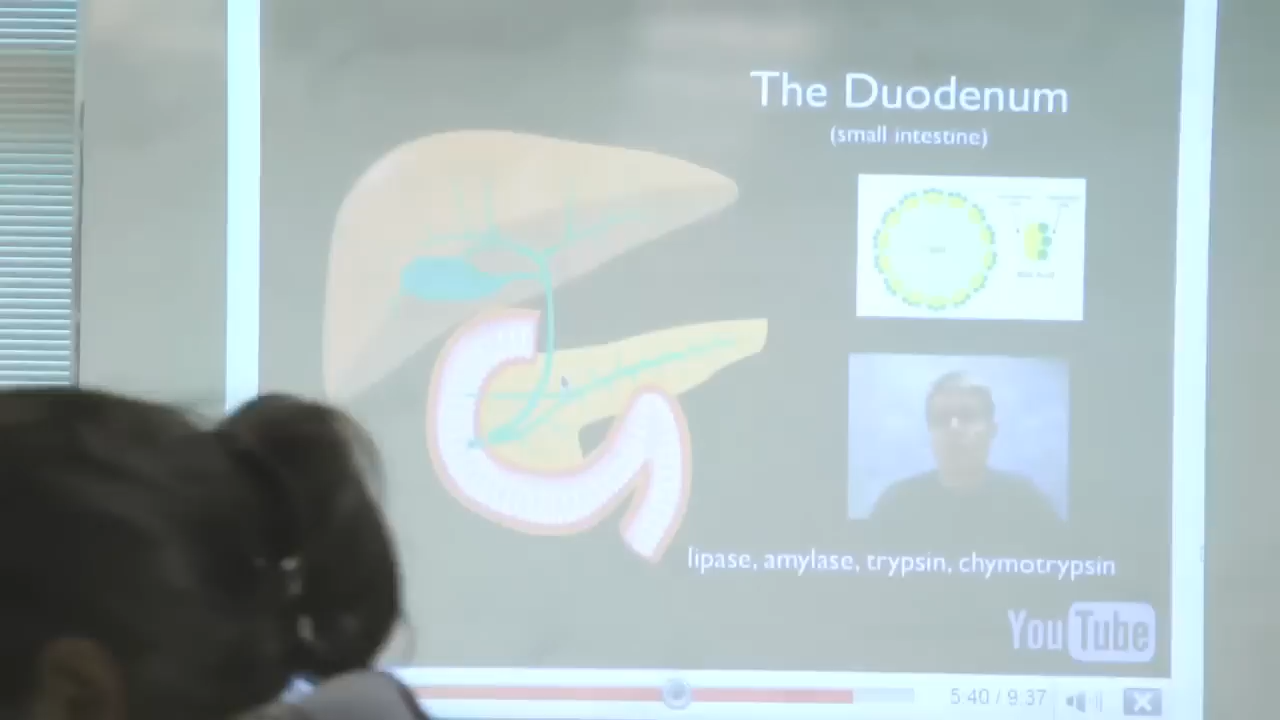 The Duodenum
(small intestine)
lipase, amylase, trypsin, chymotrypsin
YouTube
5:40 / 9:37